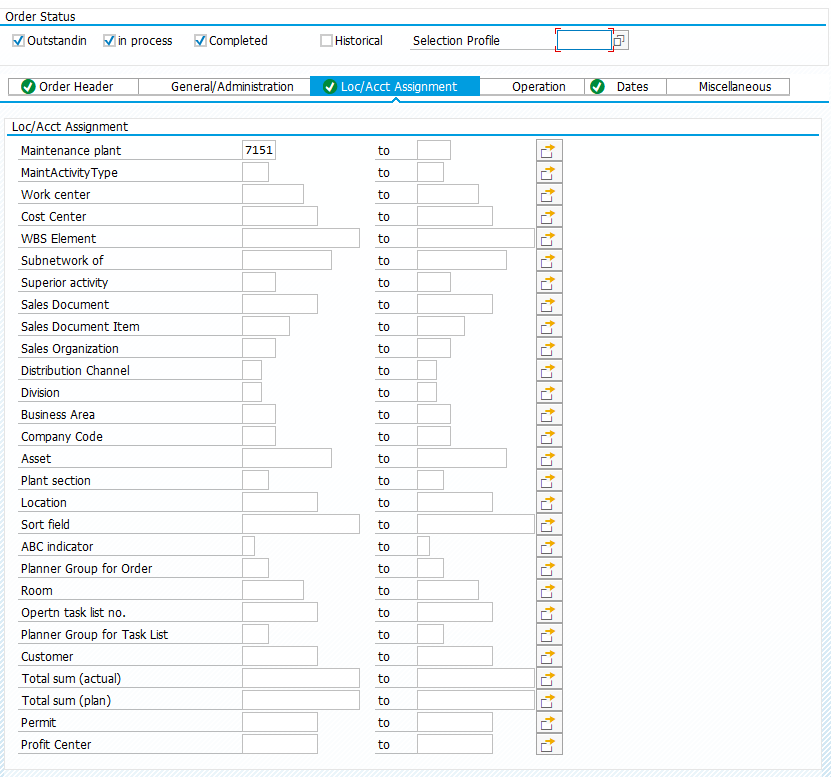 Order Status
Outstandin in process Completed Historical Selection Profile
Order Header General/Administration Loc/Acct Assignment Operation Dates Miscellaneous
Loc/Acct Assignment
Maintenance plant 7151 to
MaintActivityType to
Work center to
Cost Center to
WBS Element to
Subnetwork of to
Superior activity to
Sales Document to
Sales Document Item to
Sales Organization to
Distribution Channel to
Division to
Business Area to
Company Code to
Asset to
Plant section to
Location to
Sort field to
ABC indicator to
Planner Group for Order to
Room to
Opertn task list no. to
Planner Group for Task List to
Customer to
Total sum (actual) to
Total sum (plan) to
Permit to
Profit Center to